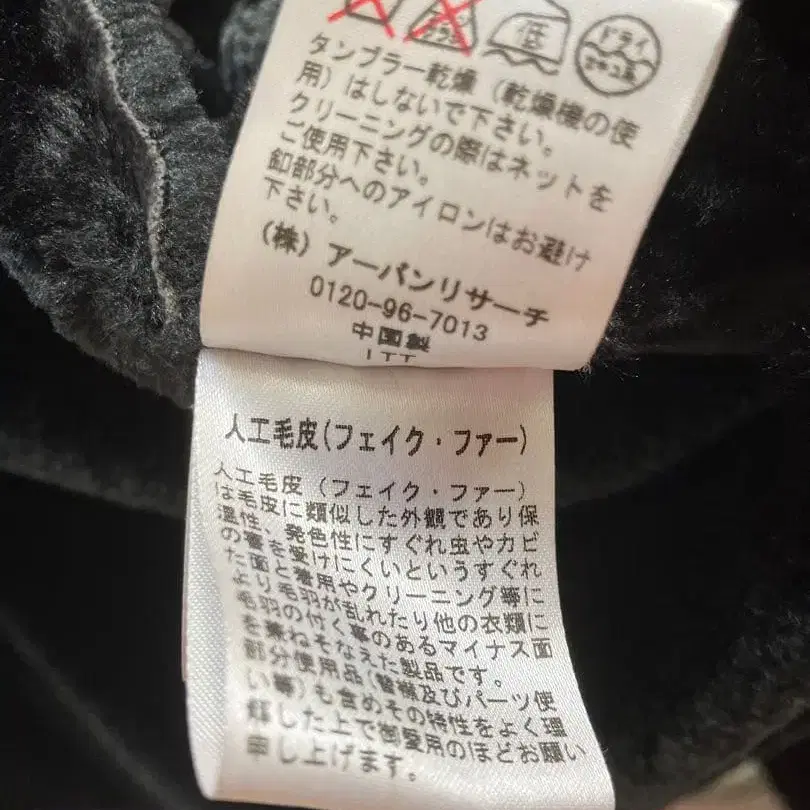 低
ドライ
セキユ系
タンブラー乾燥（乾燥機の使
用）はしないで下さい。
クリーニングの際はネットを
ご使用下さい。
釦部分へのアイロンはお避け
下さい。
（株）アーバンリサーチ
0120-96-7013
中国製
人工毛皮(フェイク・ファー)
人工毛皮（フェイク・ファー）
は毛皮に類似した外観であり保
温性、発色性にすぐれ虫やカビ
の害を受けにくいというすぐれ
た面と着用やクリーニング等に
より毛羽が乱れたり他の衣類に
毛羽の付く事のあるマイナス面
を兼ねそなえた製品です。
部分使用品（襟及びパーツ使
い等）も含めその特性をよく理
解した上で御愛用のほどお願い
申し上げます。